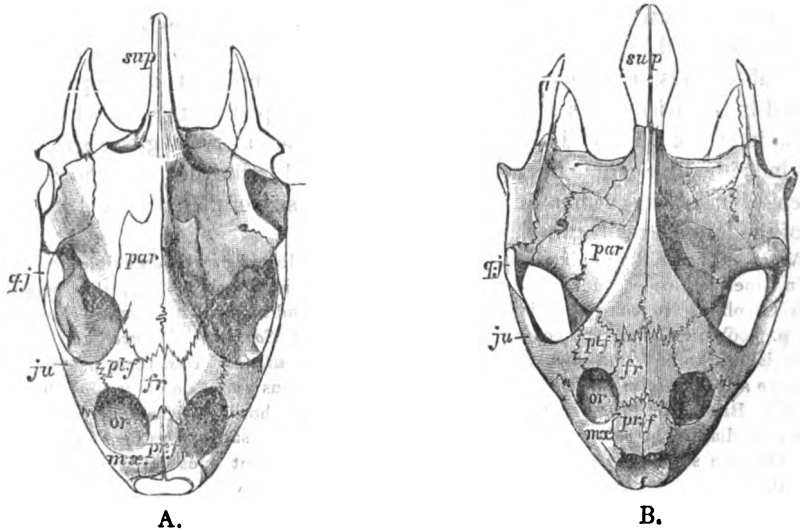 sup
par
qj
ju
ptf
fr
or
prf
mx.
A.
sup
par
qj
ju
ptf
fr
or
prf
mx
B.